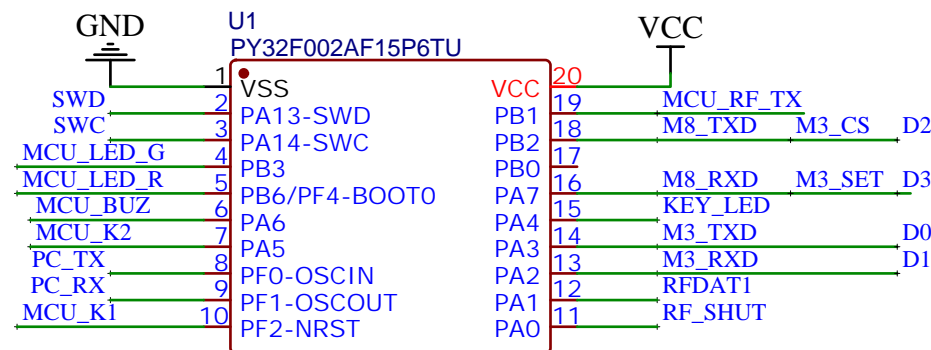 GND
U1
PY32F002AF15P6TU
VCC
1 VSS VCC 20
SWD 2 PA13-SWD PB1 19 MCU_RF_TX
SWC 3 PA14-SWC PB2 18 M8_TXD M3_CS D2
MCU_LED_G 4 PB3 PB0 17
MCU_LED_R 5 PB6/PF4-BOOT0 PA7 16 M8_RXD M3_SET D3
MCU_BUZ 6 PA6 PA4 15 KEY_LED
MCU_K2 7 PA5 PA3 14 M3_TXD D0
PC_TX 8 PF0-OSCIN PA2 13 M3_RXD D1
PC_RX 9 PF1-OSCOUT PA1 12 RFDAT1
MCU_K1 10 PF2-NRST PA0 11 RF_SHUT